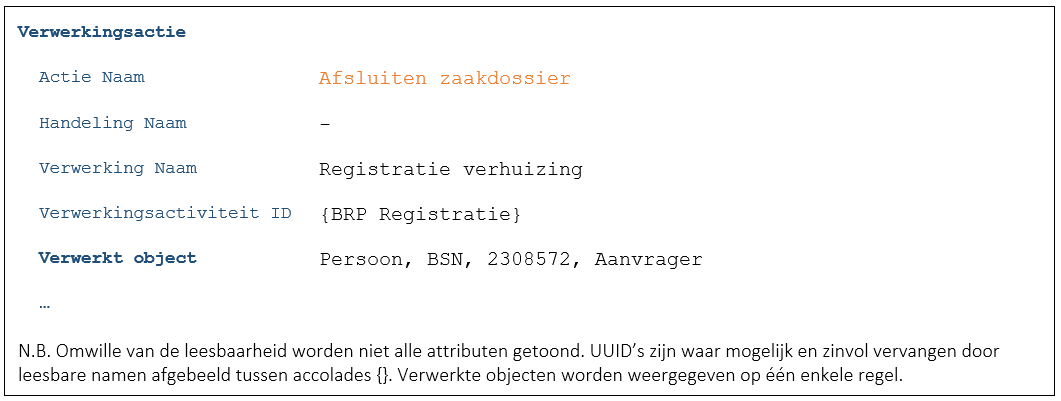 Verwerkingsactie
Actie Naam Afsluiten zaakdossier
Handeling Naam –
Verwerking Naam Registratie verhuizing
Verwerkingsactiviteit ID {BRP Registratie}
Verwerkt object Persoon, BSN, 2308572, Aanvrager
…
N.B. Omwille van de leesbaarheid worden niet alle attributen getoond. UUID’s zijn waar mogelijk en zinvol vervangen door
leesbare namen afgebeeld tussen accolades {}. Verwerkte objecten worden weergegeven op één enkele regel.